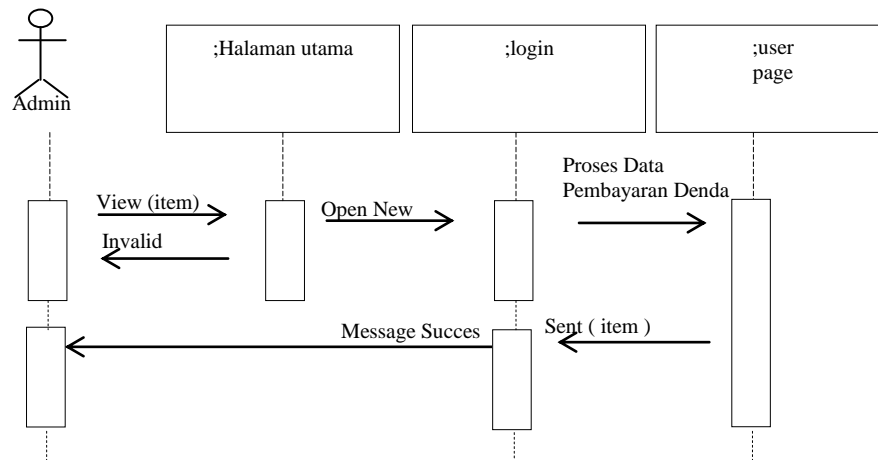 ;Halaman utama
;login
;user
page
Admin
Proses Data
Pembayaran Denda
View (item)
Open New
Invalid
Message Succes
Sent ( item )